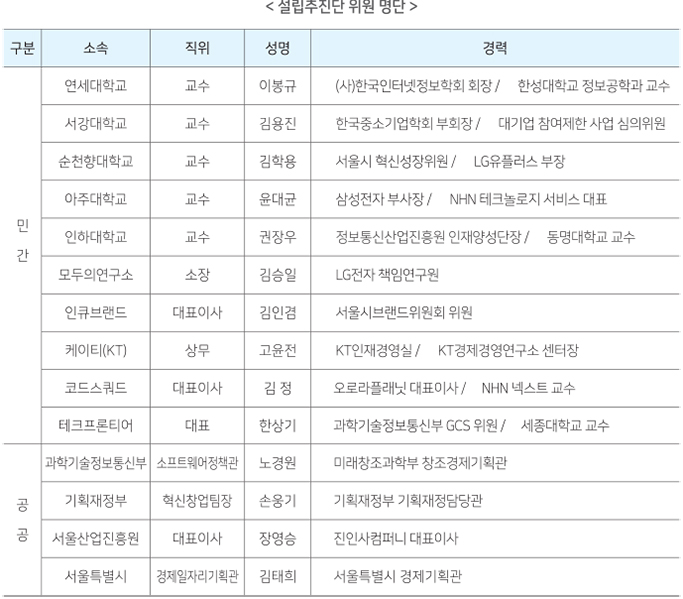 < 설립추진단 위원 명단 >
구분 소속 직위 성명 경력
민간 연세대학교 교수 이봉규 (사)한국인터넷정보학회 회장 / 한성대학교 정보공학과 교수
서강대학교 교수 김용진 한국중소기업학회 부회장 / 대기업 참여제한 사업 심의위원
순천향대학교 교수 김학용 서울시 혁신성장위원 / LG유플러스 부장
아주대학교 교수 윤대균 삼성전자 부사장 / NHN 테크놀로지 서비스 대표
인하대학교 교수 권장우 정보통신산업진흥원 인재양성단장 / 동명대학교 교수
모두의연구소 소장 김승일 LG전자 책임연구원
인큐브랜드 대표이사 김인겸 서울시브랜드위원회 위원
케이티(KT) 상무 고윤전 KT인재경영실 / KT경제경영연구소 센터장
코드스쿼드 대표이사 김 정 오로라플래닛 대표이사 / NHN 넥스트 교수
테크프론티어 대표 한상기 과학기술정보통신부 GCS 위원 / 세종대학교 교수
공공 과학기술정보통신부 소프트웨어정책관 노경원 미래창조과학부 창조경제기획관
기획재정부 혁신창업팀장 손웅기 기획재정부 기획재정담당관
서울산업진흥원 대표이사 장영승 진인사컴퍼니 대표이사
서울특별시 경제일자리기획관 김태희 서울특별시 경제기획관